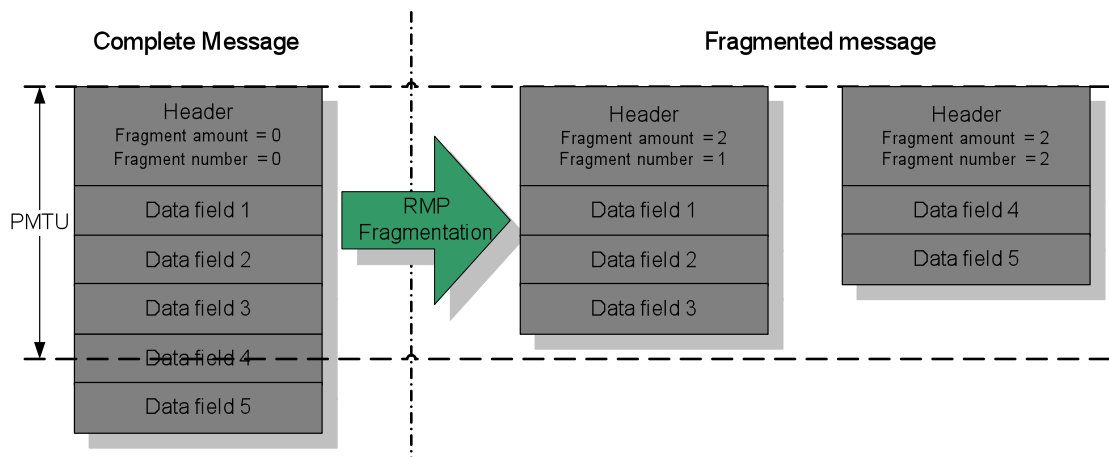 Complete Message
Fragmented message
PMTU
Header
Fragment amount = 0
Fragment number = 0
Data field 1
Data field 2
Data field 3
Data field 4
Data field 5
RMP
Fragmentation
Header
Fragment amount = 2
Fragment number = 1
Data field 1
Data field 2
Data field 3
Header
Fragment amount = 2
Fragment number = 2
Data field 4
Data field 5